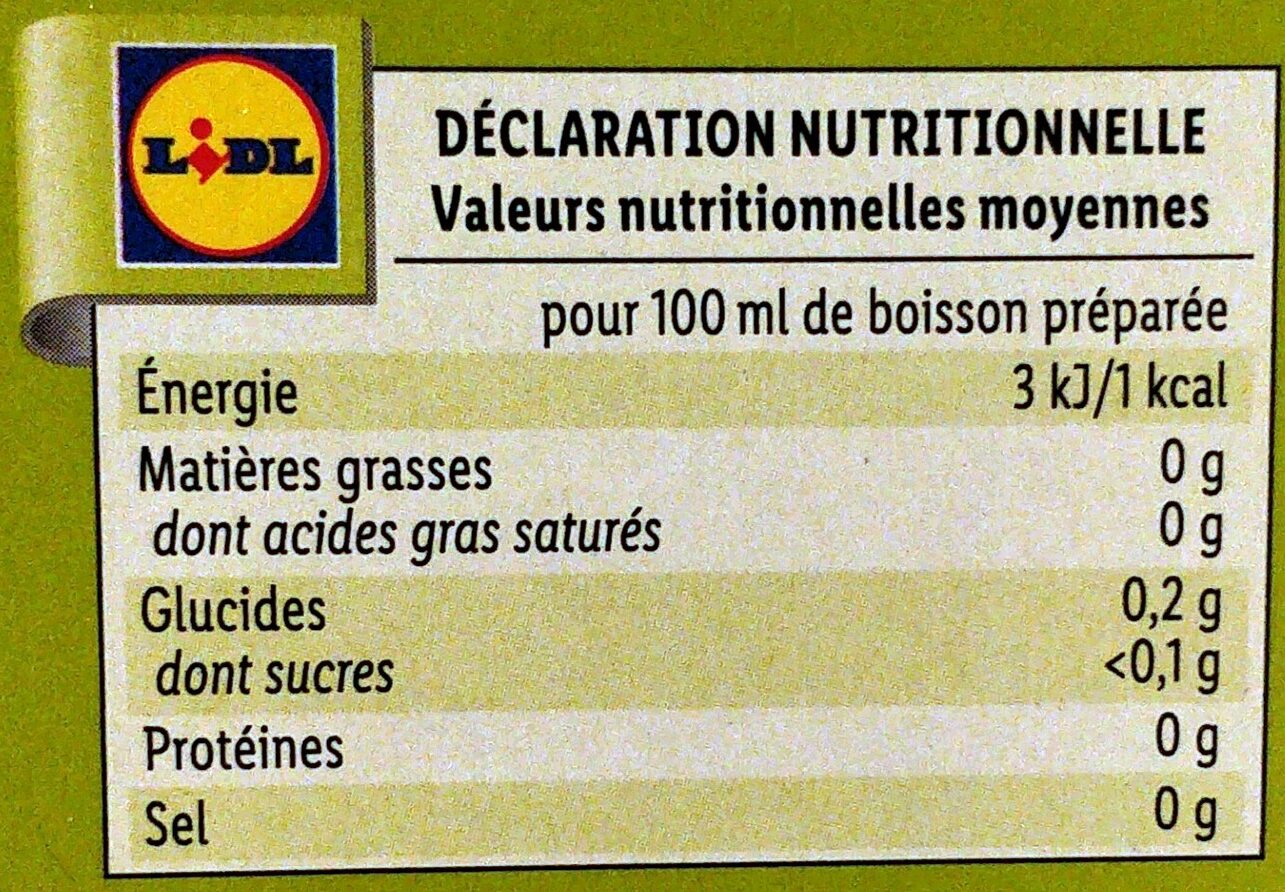 LIDL
DÉCLARATION NUTRITIONNELLE
Valeurs nutritionnelles moyennes
pour 100 ml de boisson préparée
Énergie 3 kJ/1 kcal
Matières grasses 0 g
dont acides gras saturés 0 g
Glucides 0,2 g
dont sucres <0,1 g
Protéines 0 g
Sel 0 g